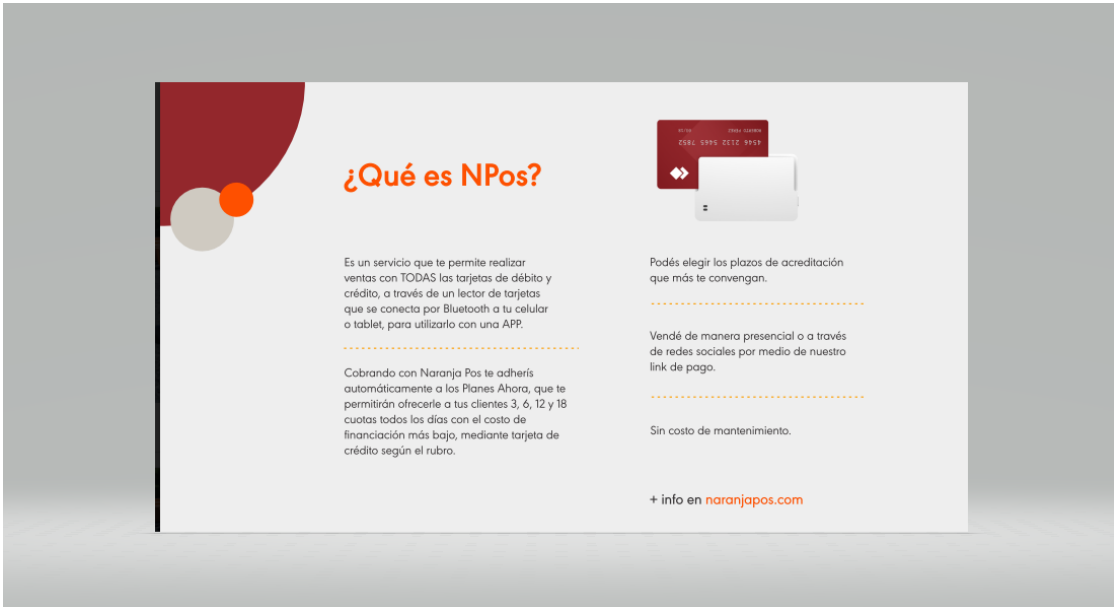 ¿Qué es NPos?
Es un servicio que te permite realizar
ventas con TODAS las tarjetas de débito y
crédito, a través de un lector de tarjetas
que se conecta por Bluetooth a tu celular
o tablet, para utilizarlo con una APP.
Cobrando con Naranja Pos te adherís
automáticamente a los Planes Ahora, que te
permitirán ofrecerle a tus clientes 3, 6, 12 y 18
cuotas todos los días con el costo de
financiación más bajo, mediante tarjeta de
crédito según el rubro.
4546 2132 5465 7852
Podés elegir los plazos de acreditación
que más te convengan.
Vendé de manera presencial o a través
de redes sociales por medio de nuestro
link de pago.
Sin costo de mantenimiento.
+ info en naranjapos.com